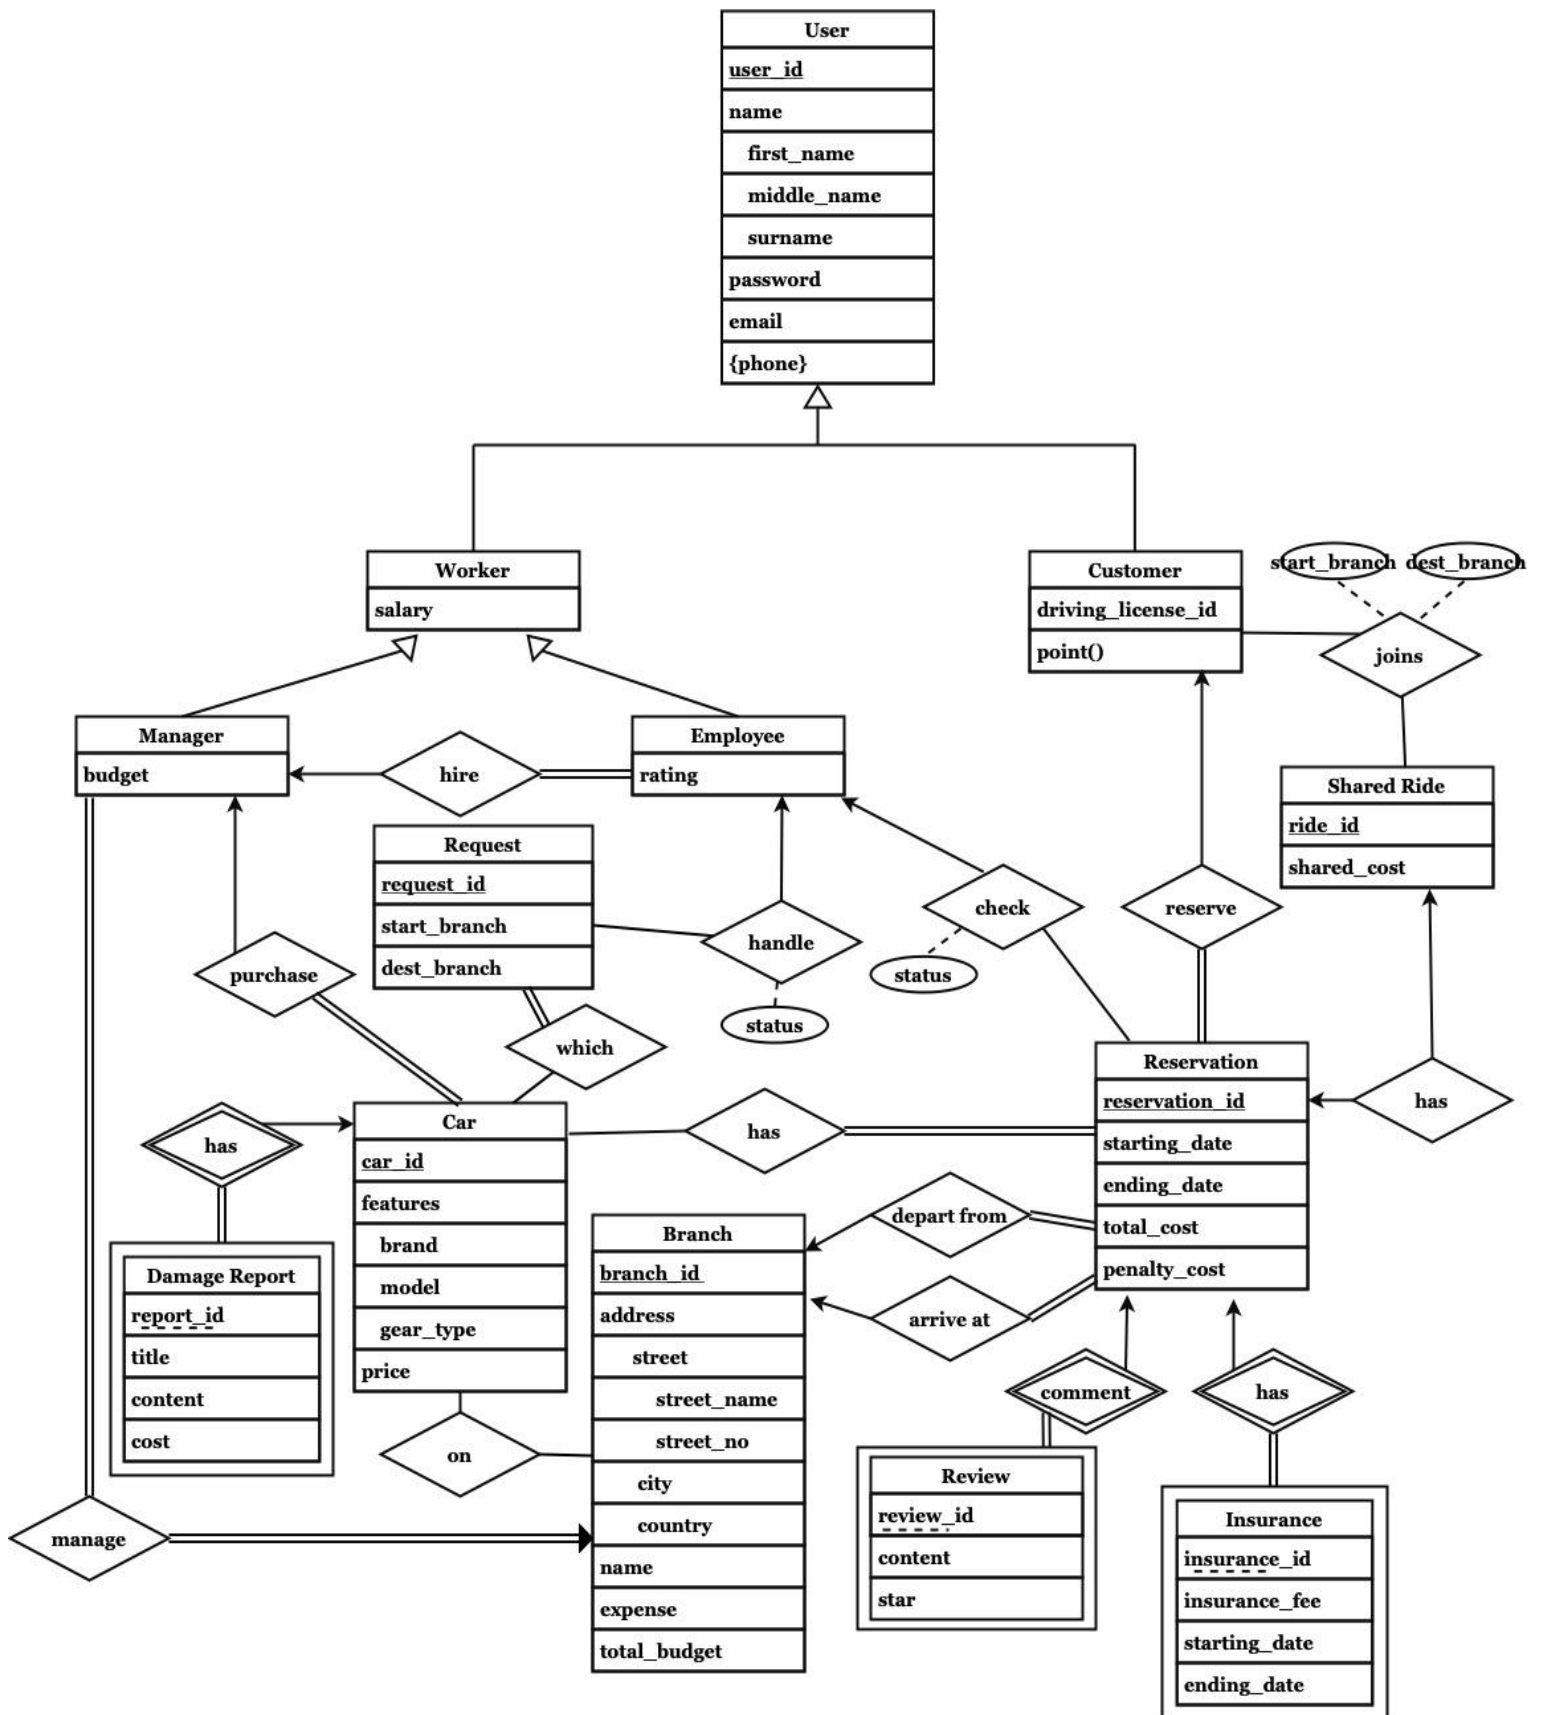 User
user_id
name
first_name
middle_name
surname
password
email
{phone}
Worker
salary
Customer
driving_license_id
point()
start_branch
dest_branch
joins
Manager
budget
hire
Employee
rating
Shared Ride
ride_id
shared_cost
Request
request_id
start_branch
dest_branch
purchase
handle
status
check
status
reserve
which
Reservation
reservation_id
starting_date
ending_date
total_cost
penalty_cost
has
has
Car
car_id
features
brand
model
gear_type
price
has
depart from
arrive at
Branch
branch_id
address
street
street_name
street_no
city
country
name
expense
total_budget
Damage Report
report_id
title
content
cost
on
manage
comment
has
Review
review_id
content
star
Insurance
insurance_id
insurance_fee
starting_date
ending_date